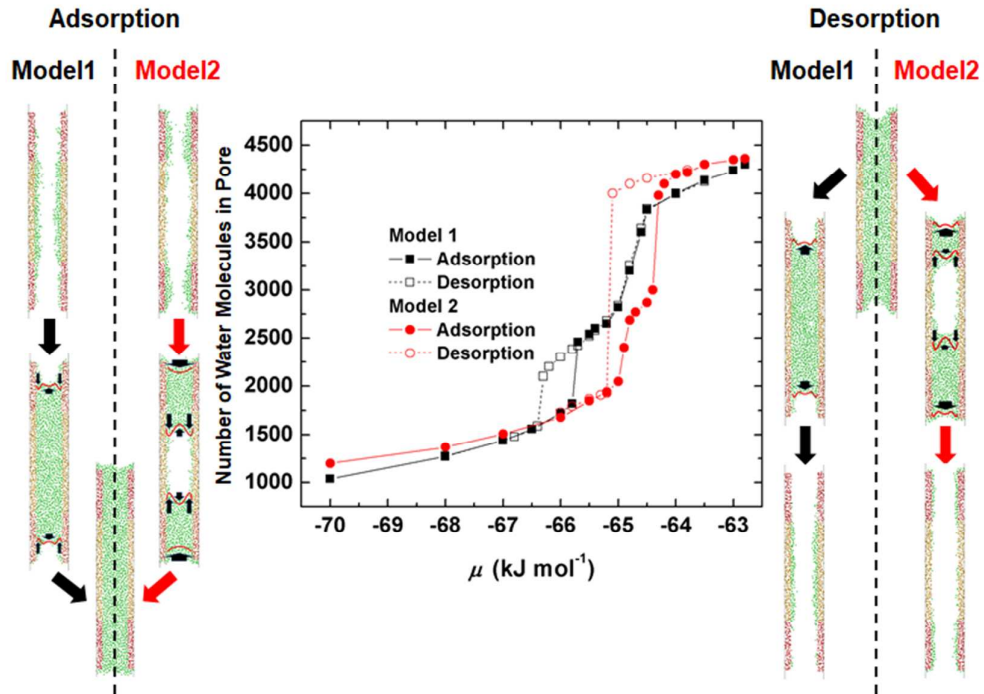 Adsorption
Model1
Model2
Desorption
Model1
Model2
Number of Water Molecules in Pore
4500
4000
3500
3000
2500
2000
1500
1000
Model 1
Adsorption
Desorption
Model 2
Adsorption
Desorption
-70 -69 -68 -67 -66 -65 -64 -63
μ (kJ mol⁻¹)